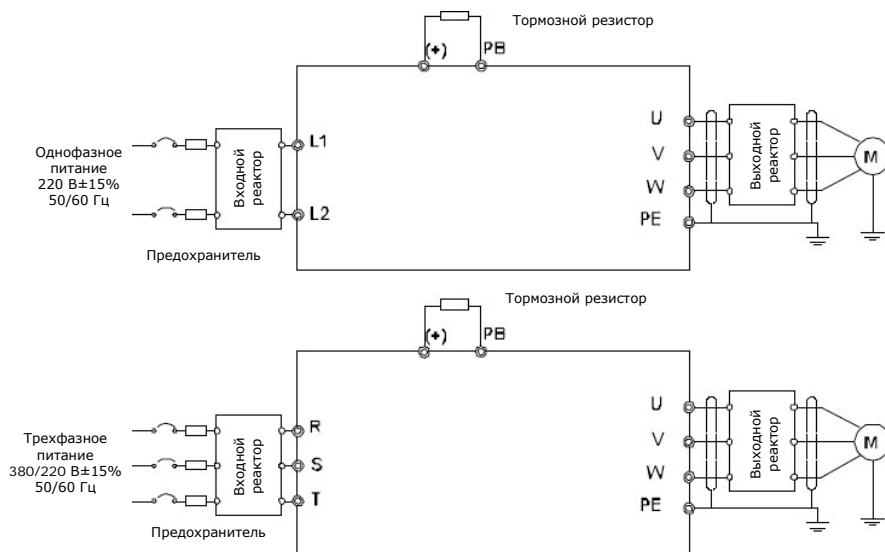 Тормозной резистор
(+)
PB
Однофазное
питание
220 В±15%
50/60 Гц
Входной
реактор
L1
L2
Предохранитель
U
V
W
PE
Выходной
реактор
M
Тормозной резистор
(+)
PB
Трехфазное
питание
380/220 В±15%
50/60 Гц
Входной
реактор
R
S
T
Предохранитель
U
V
W
PE
Выходной
реактор
M